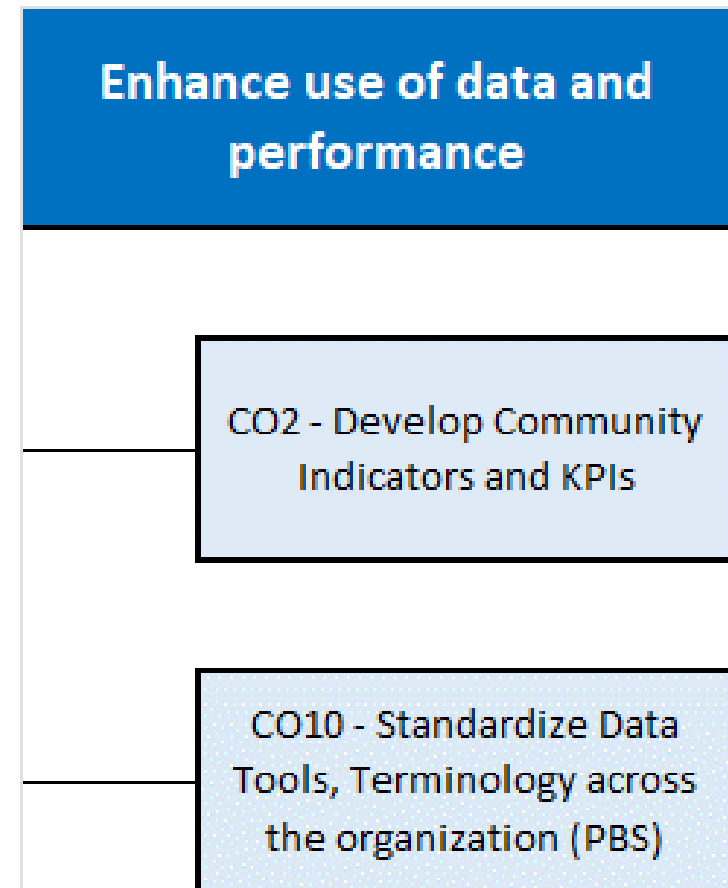 Enhance use of data and
performance
CO2 - Develop Community
Indicators and KPIs
CO10 - Standardize Data
Tools, Terminology across
the organization (PBS)